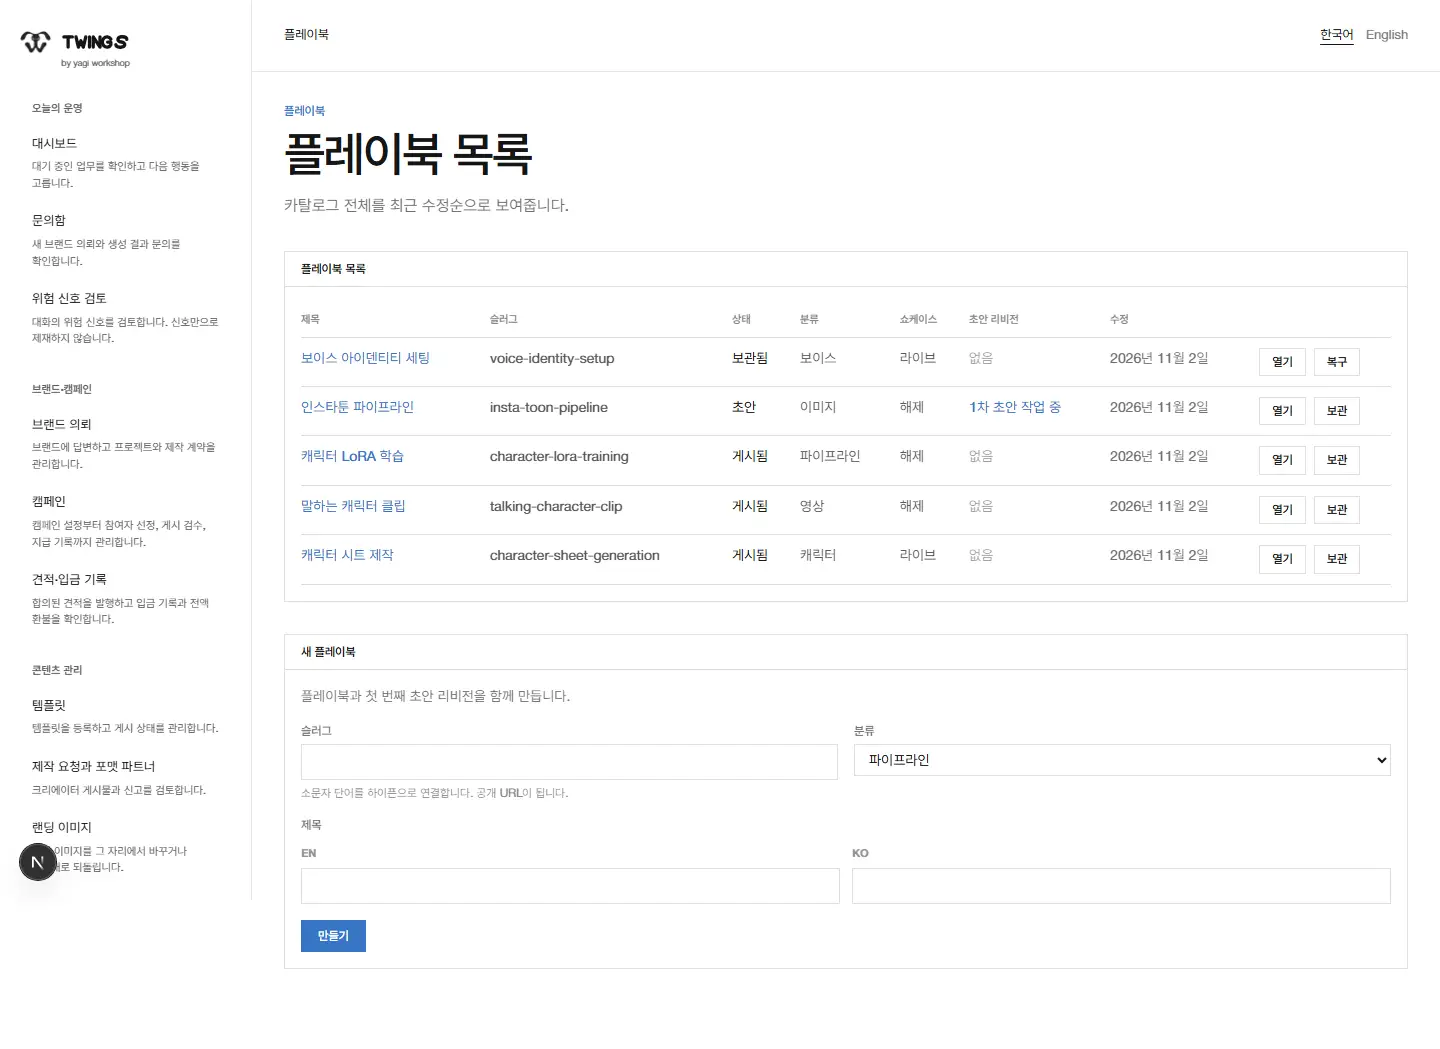 TWINGS
by yagi workshop
오늘의 운영
대시보드
대기 중인 업무를 확인하고 다음 행동을
고릅니다.
문의함
새 브랜드 의뢰와 생성 결과 문의를
확인합니다.
위험 신호 검토
대화의 위험 신호를 검토합니다. 신호만으로
제재하지 않습니다.
브랜드·캠페인
브랜드 의뢰
브랜드에 답변하고 프로젝트와 제작 계약을
관리합니다.
캠페인
캠페인 설정부터 참여자 선정, 게시 검수,
지급 기록까지 관리합니다.
견적·입금 기록
합의된 견적을 발행하고 입금 기록과 전액
환불을 확인합니다.
콘텐츠 관리
템플릿
템플릿을 등록하고 게시 상태를 관리합니다.
제작 요청과 포맷 파트너
크리에이터 게시물과 신고를 검토합니다.
랜딩 이미지
이미지를 그 자리에서 바꾸거나
로 되돌립니다.
N
플레이북
한국어 English
플레이북
플레이북 목록
카탈로그 전체를 최근 수정순으로 보여줍니다.
플레이북 목록
제목 슬러그 상태 분류 쇼케이스 초안 리비전 수정
보이스 아이덴티티 세팅 voice-identity-setup 보관됨 보이스 라이브 없음 2026년 11월 2일 열기 복구
인스타툰 파이프라인 insta-toon-pipeline 초안 이미지 해제 1차 초안 작업 중 2026년 11월 2일 열기 보관
캐릭터 LoRA 학습 character-lora-training 게시됨 파이프라인 해제 없음 2026년 11월 2일 열기 보관
말하는 캐릭터 클립 talking-character-clip 게시됨 영상 해제 없음 2026년 11월 2일 열기 보관
캐릭터 시트 제작 character-sheet-generation 게시됨 캐릭터 라이브 없음 2026년 11월 2일 열기 보관
새 플레이북
플레이북과 첫 번째 초안 리비전을 함께 만듭니다.
슬러그 분류
파이프라인
소문자 단어를 하이픈으로 연결합니다. 공개 URL이 됩니다.
제목
EN KO
만들기